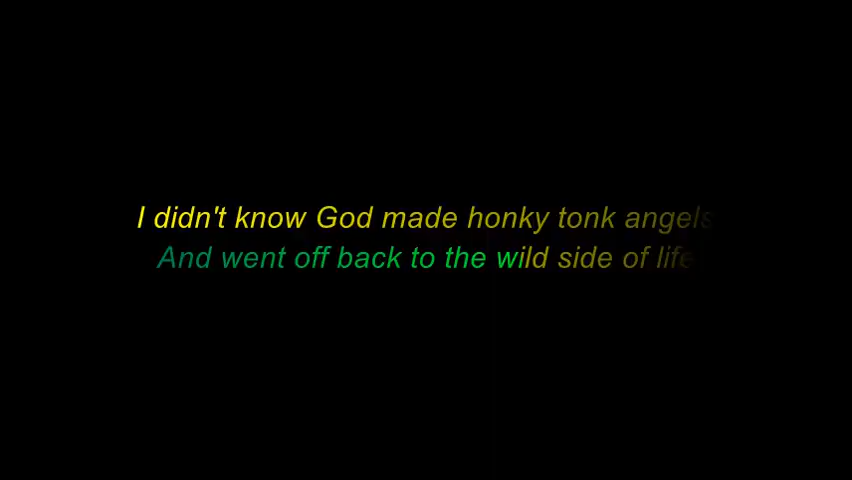 I didn't know God made honky tonk angels
And went off back to the wild side of life